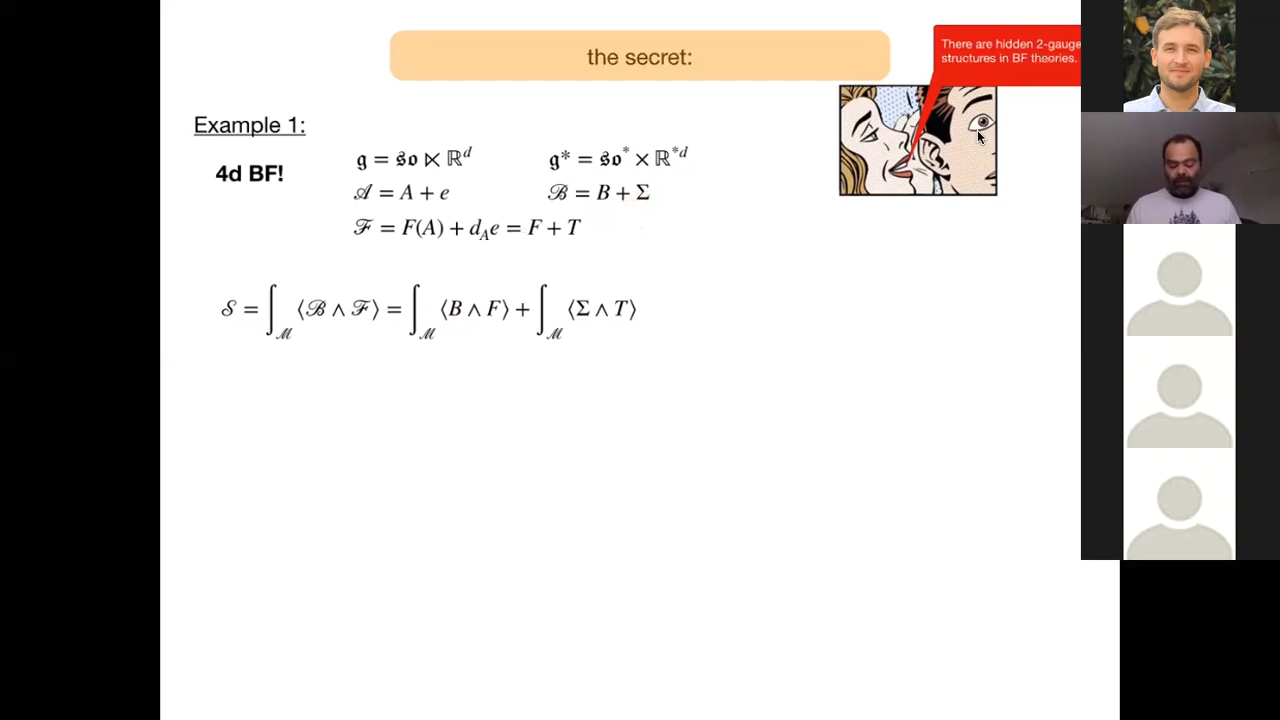 the secret:
There are hidden 2-gauge
structures in BF theories.
Example 1:
4d BF!
𝔤 = 𝔰𝔬 ⋉ ℝ^d
𝔤* = 𝔰𝔬^* × ℝ^{*d}
𝒜 = A + e
ℬ = B + Σ
ℱ = F(A) + d_A e = F + T
𝒮 = ∫_ℳ ⟨ℬ ∧ ℱ⟩ = ∫_ℳ ⟨B ∧ F⟩ + ∫_ℳ ⟨Σ ∧ T⟩